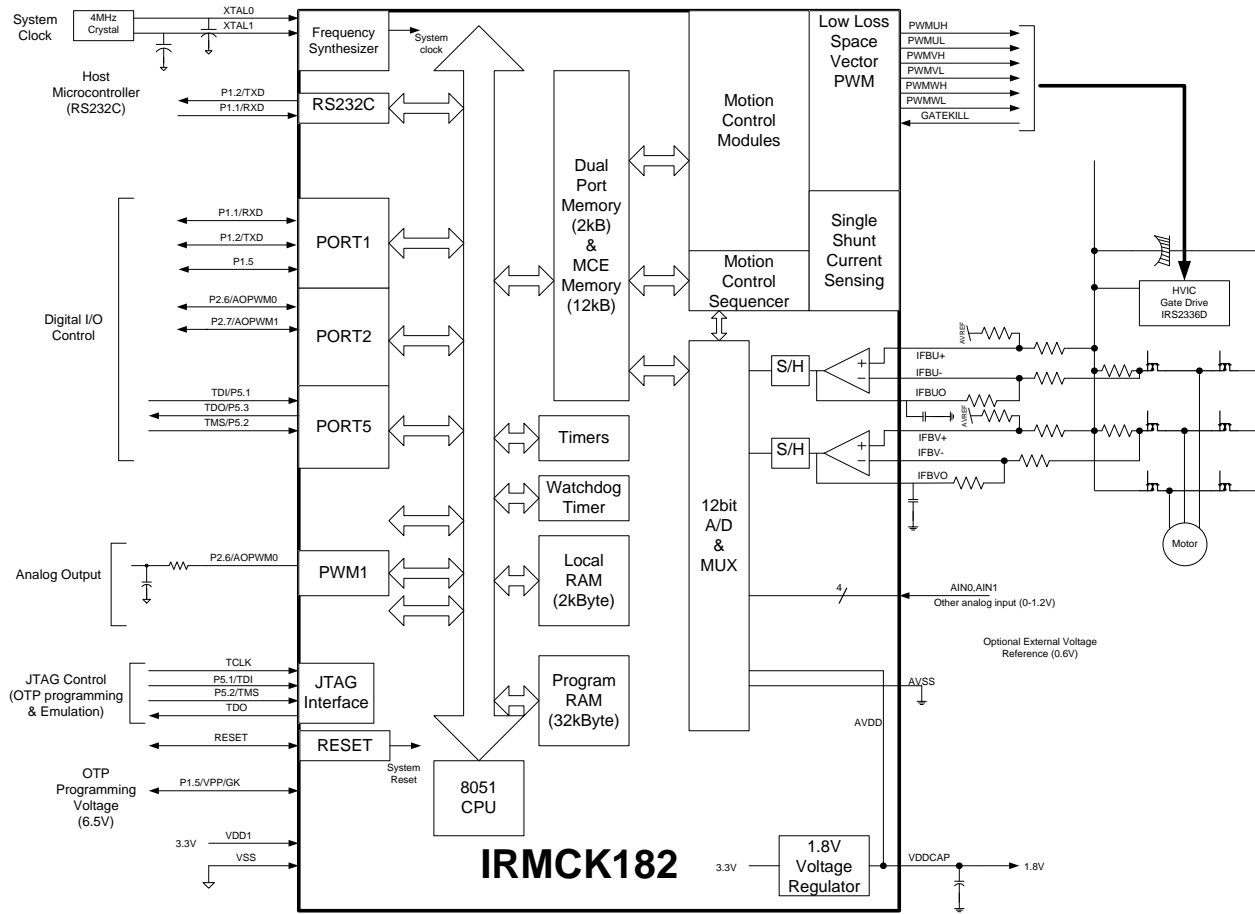 System
Clock
4MHz
Crystal
XTAL0
XTAL1
Frequency
Synthesizer
System
clock
Host
Microcontroller
(RS232C)
P1.2/TXD
P1.1/RXD
RS232C
Digital I/O
Control
P1.1/RXD
P1.2/TXD
P1.5
PORT1
P2.6/AOPWM0
P2.7/AOPWM1
PORT2
TDI/P5.1
TDO/P5.3
TMS/P5.2
PORT5
Analog Output
P2.6/AOPWM0
PWM1
JTAG Control
(OTP programming
& Emulation)
TCLK
P5.1/TDI
P5.2/TMS
TDO
JTAG
Interface
RESET
RESET
System
Reset
OTP
Programming
Voltage
(6.5V)
P1.5/VPP/GK
3.3V
VDD1
VSS
8051
CPU
Dual
Port
Memory
(2kB)
&
MCE
Memory
(12kB)
Timers
Watchdog
Timer
Local
RAM
(2kByte)
Program
RAM
(32kByte)
Motion
Control
Modules
Motion
Control
Sequencer
Low Loss
Space
Vector
PWM
Single
Shunt
Current
Sensing
12bit
A/D
&
MUX
S/H
S/H
+
−
+
−
PWMUH
PWMUL
PWMVH
PWMVL
PWMWH
PWMWL
GATEKILL
HVIC
Gate Drive
IRS2336D
AVREF
IFBU+
IFBU-
IFBUO
AVREF
IFBV+
IFBV-
IFBVO
Motor
4
AIN0,AIN1
Other analog input (0-1.2V)
Optional External Voltage
Reference (0.6V)
AVSS
AVDD
IRMCK182
3.3V
1.8V
Voltage
Regulator
VDDCAP
1.8V